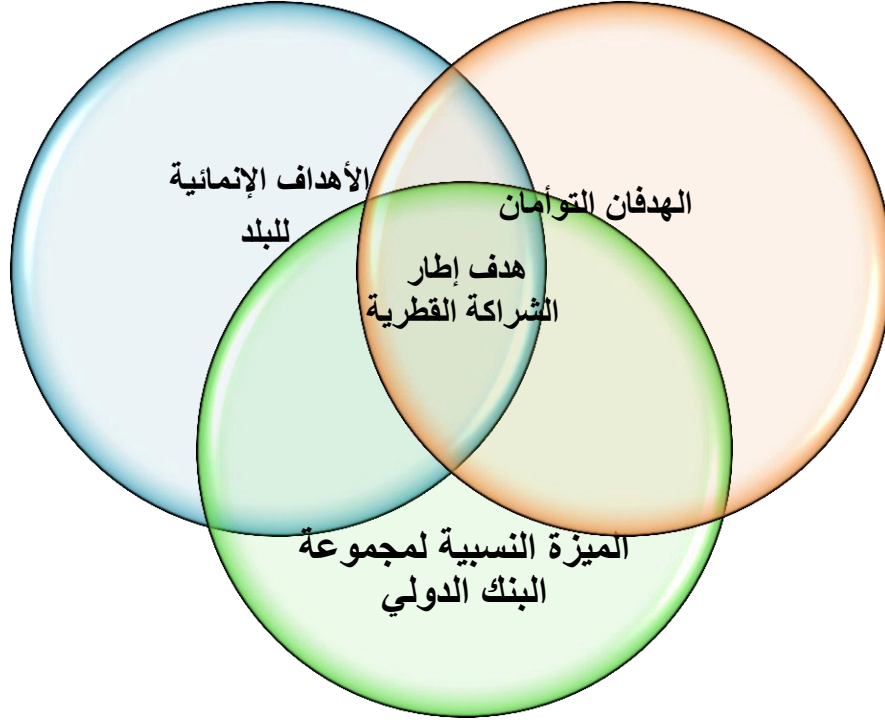 الأهداف الإنمائية
للبلد
الهدفان التوأمان
هدف إطار
الشراكة القطرية
الميزة النسبية لمجموعة
البنك الدولي